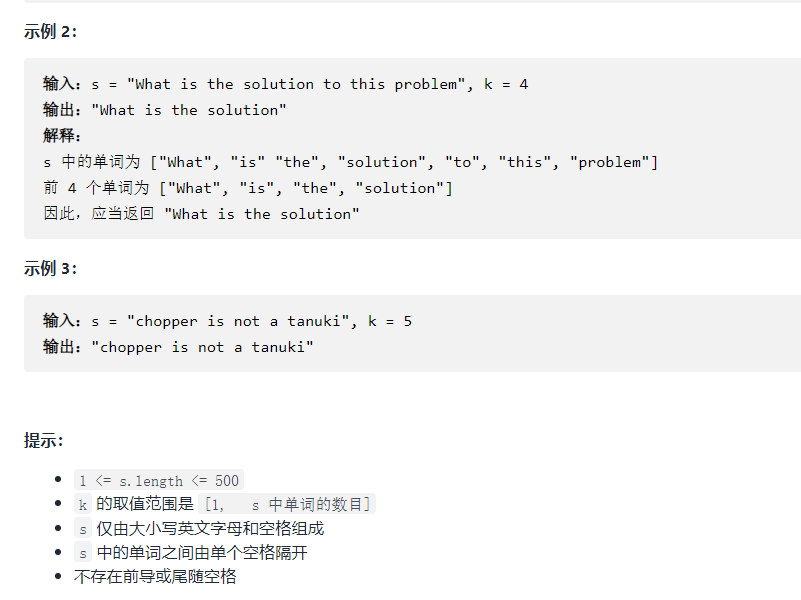 示例 2：
输入：s = "What is the solution to this problem", k = 4
输出："What is the solution"
解释：
s 中的单词为 ["What", "is" "the", "solution", "to", "this", "problem"]
前 4 个单词为 ["What", "is", "the", "solution"]
因此，应当返回 "What is the solution"
示例 3：
输入：s = "chopper is not a tanuki", k = 5
输出："chopper is not a tanuki"
提示：
• 1 <= s.length <= 500
• k 的取值范围是 [1,  s 中单词的数目]
• s 仅由大小写英文字母和空格组成
• s 中的单词之间由单个空格隔开
• 不存在前导或尾随空格